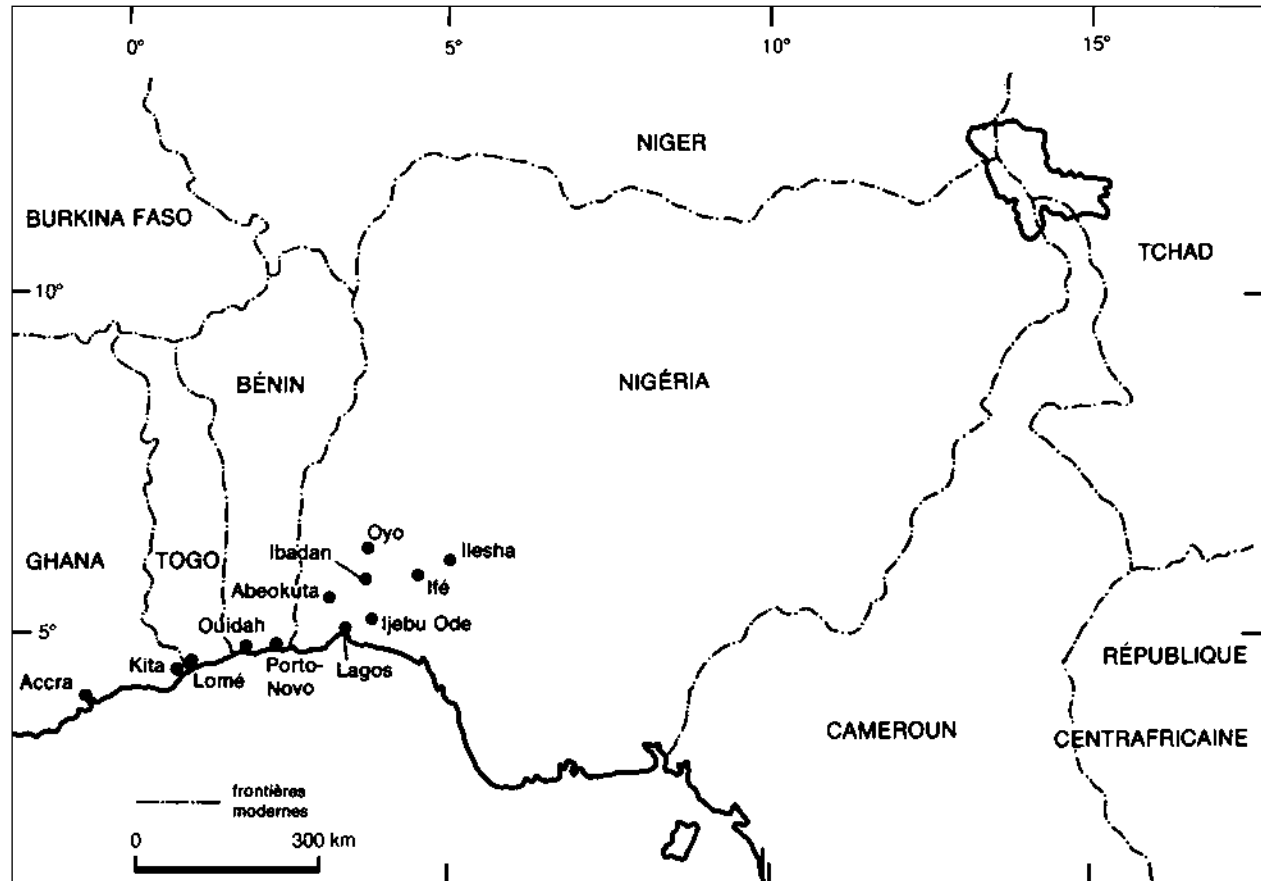 0°
5°
10°
15°
NIGER
BURKINA FASO
TCHAD
10°
BÉNIN
NIGÉRIA
Oyo
Ilesha
Ibadan
GHANA
TOGO
Ifé
Abeokuta
Ouidah
Ijebu Ode
5°
Kita
Lomé
Porto-
Novo
Lagos
Accra
RÉPUBLIQUE
CENTRAFRICAINE
CAMEROUN
frontières
modernes
0
300 km